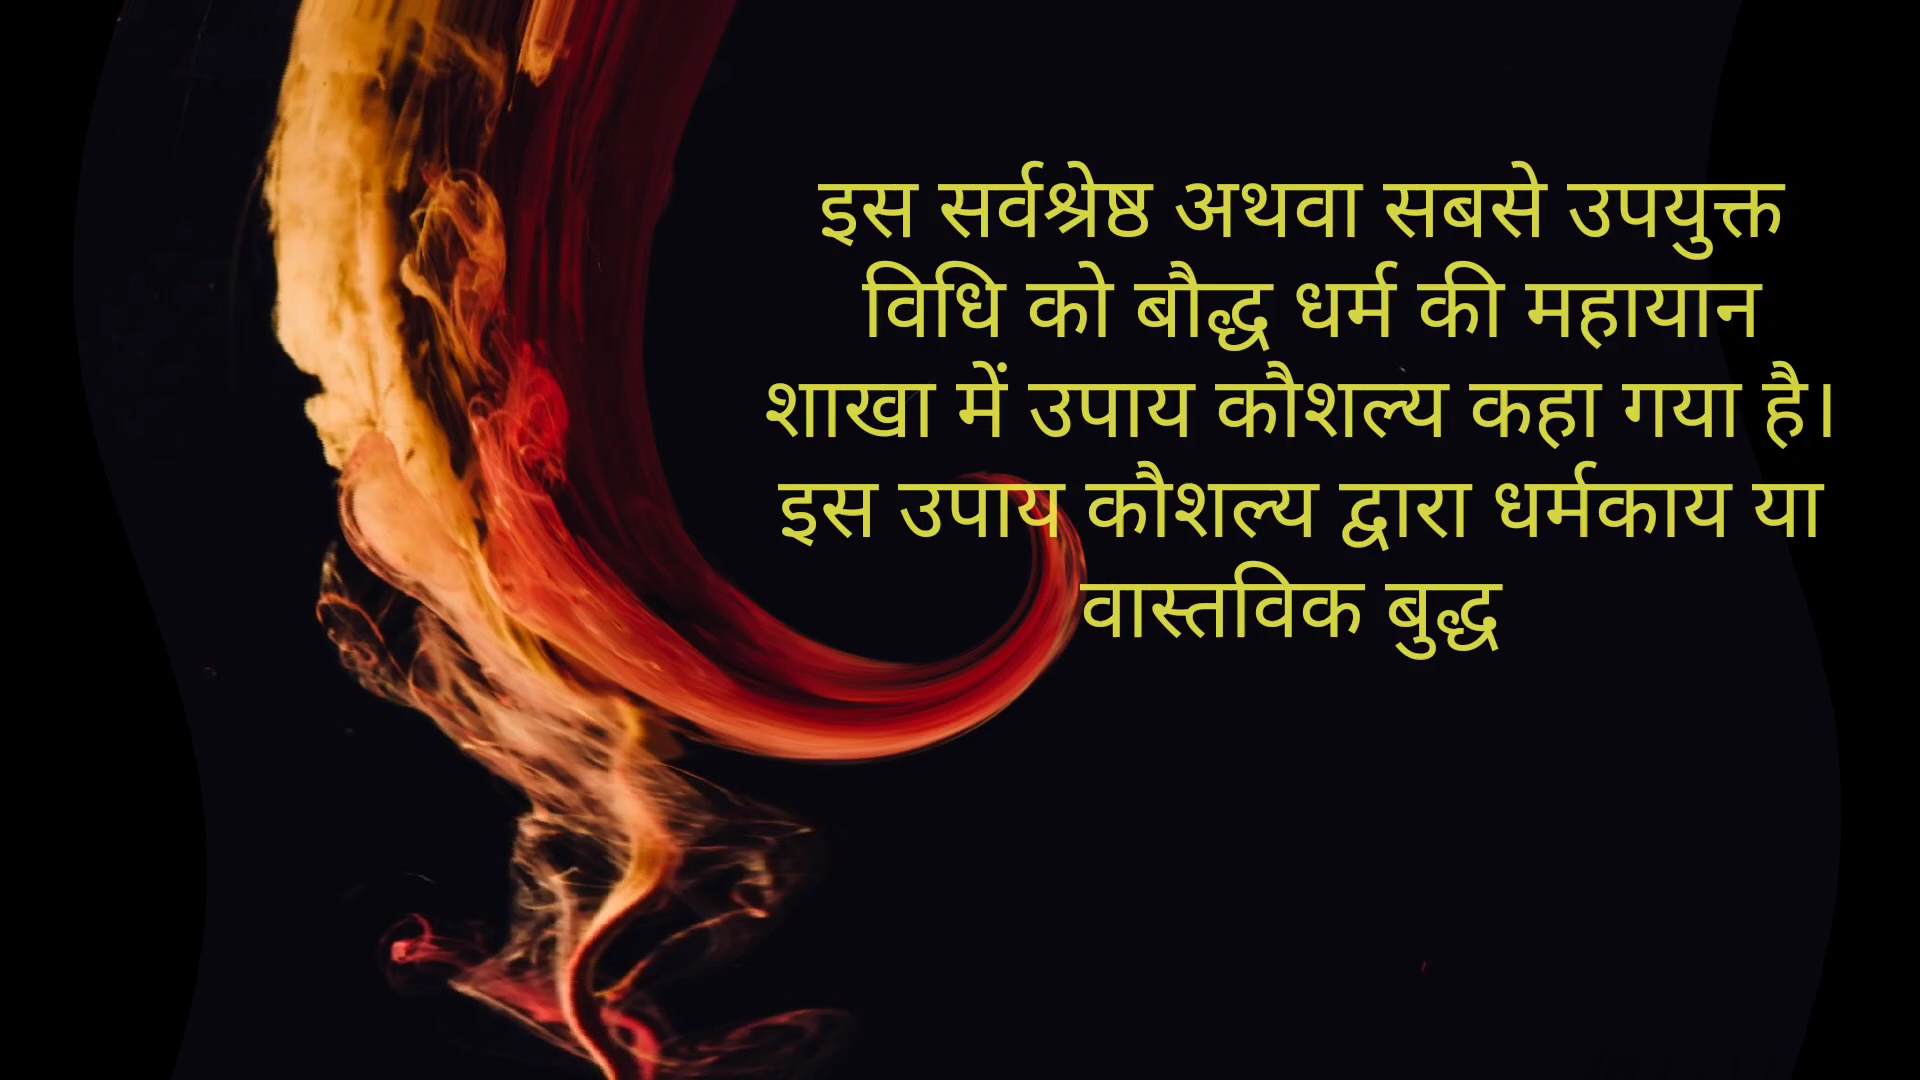 इस सर्वश्रेष्ठ अथवा सबसे उपयुक्त
विधि को बौद्ध धर्म की महायान
शाखा में उपाय कौशल्य कहा गया है।
इस उपाय कौशल्य द्वारा धर्मकाय या
वास्तविक बुद्ध